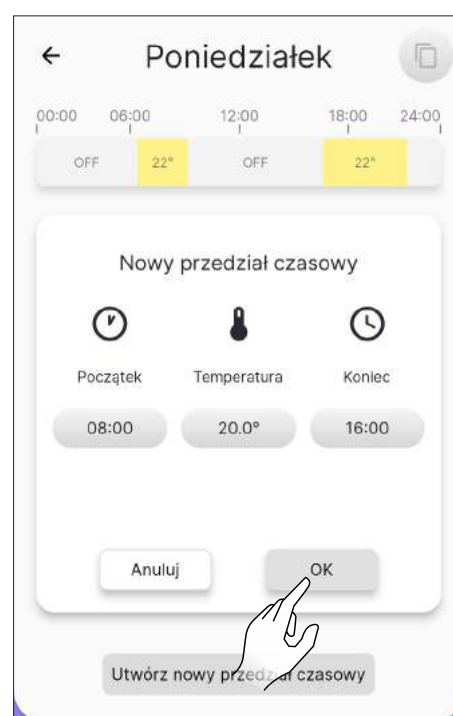 Poniedziałek
00:00 06:00 12:00 18:00 24:00
OFF 22° OFF 22°
Nowy przedział czasowy
Początek Temperatura Koniec
08:00 20.0° 16:00
Anuluj OK
Utwórz nowy przedział czasowy